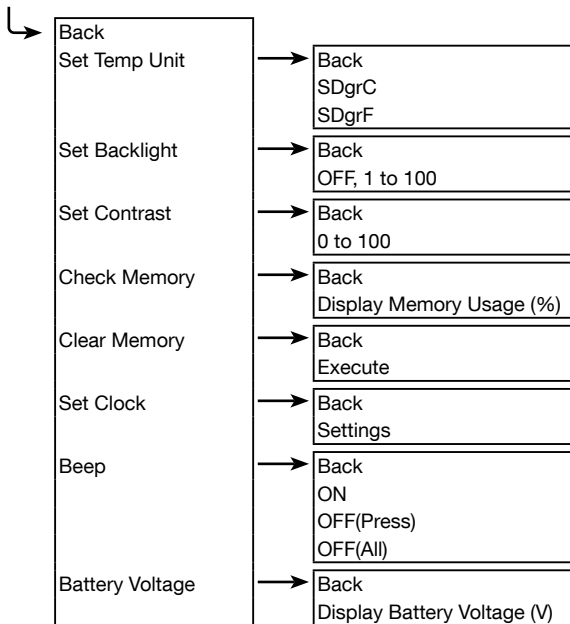 Back
Set Temp Unit
Back
SDgrC
SDgrF
Set Backlight
Back
OFF, 1 to 100
Set Contrast
Back
0 to 100
Check Memory
Back
Display Memory Usage (%)
Clear Memory
Back
Execute
Set Clock
Back
Settings
Beep
Back
ON
OFF(Press)
OFF(All)
Battery Voltage
Back
Display Battery Voltage (V)